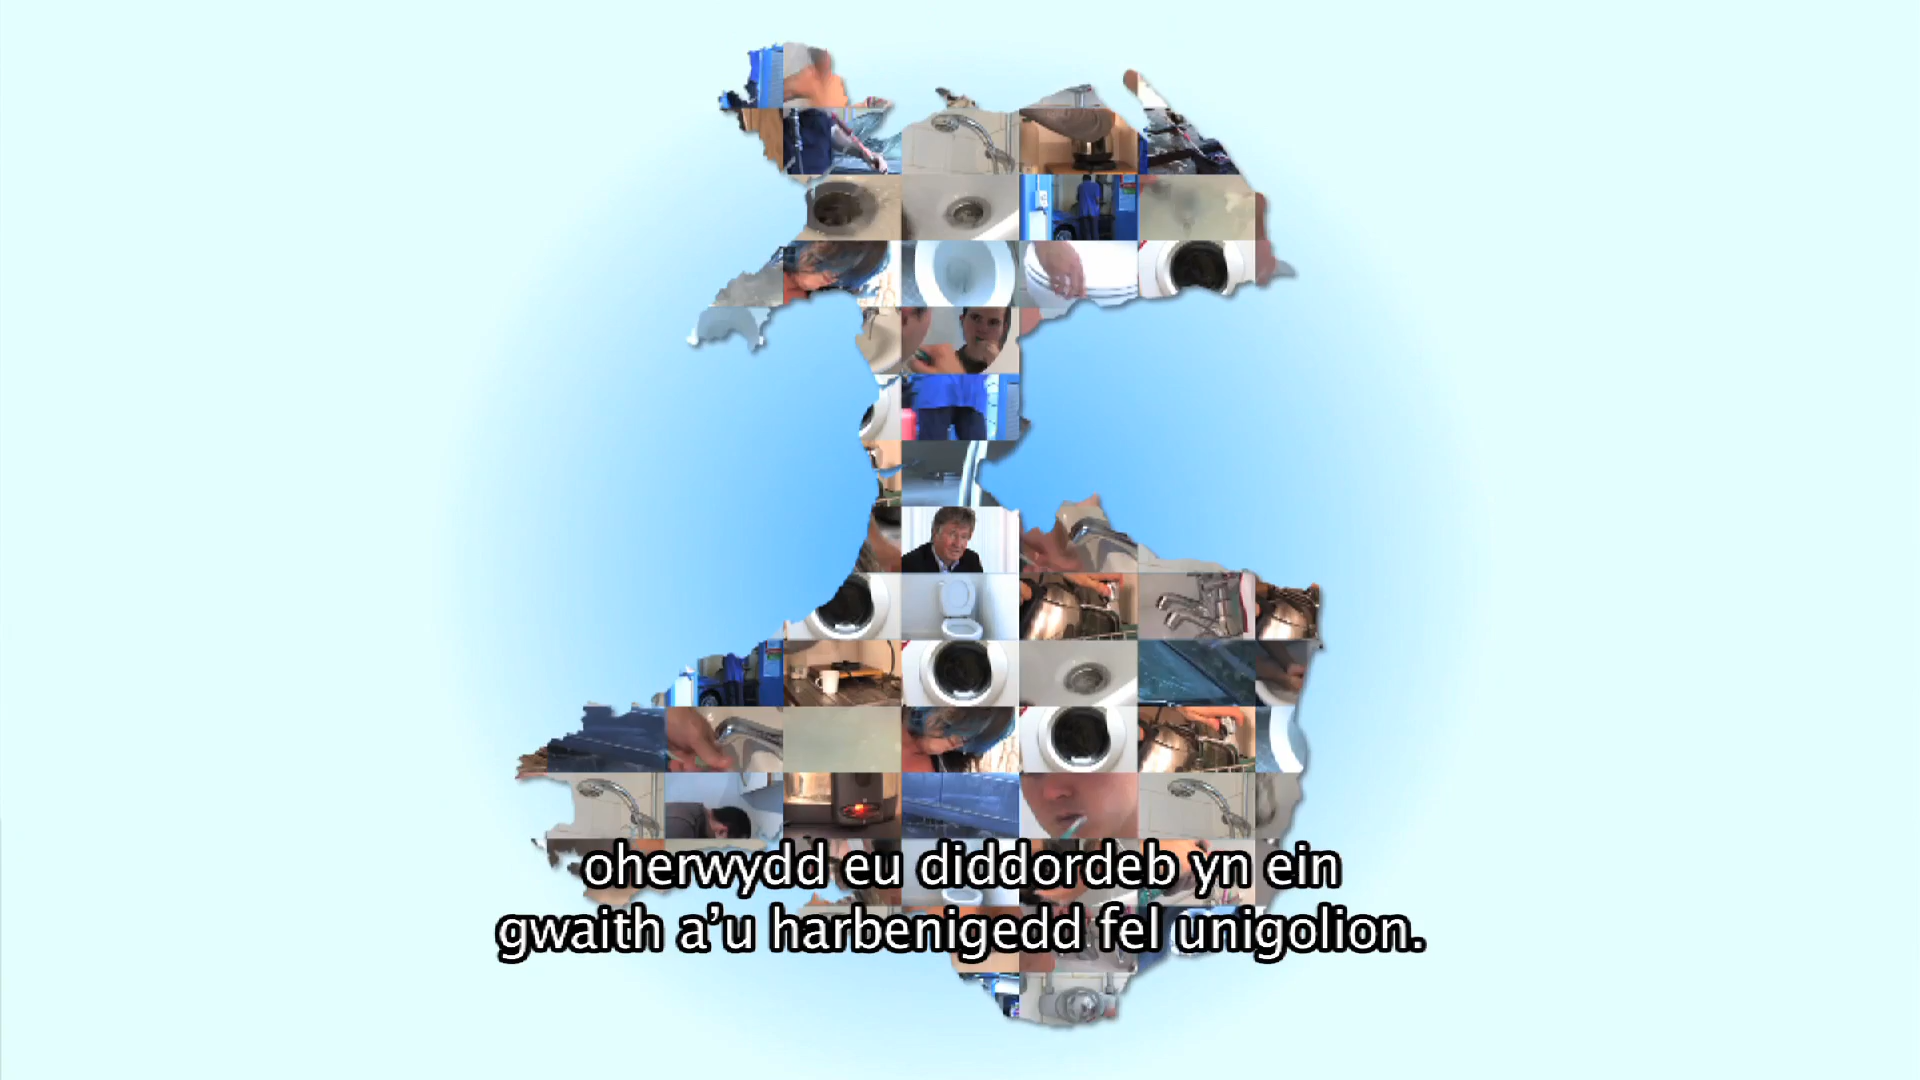 oherwydd eu diddordeb yn ein
gwaith a’u harbenigedd fel unigolion.